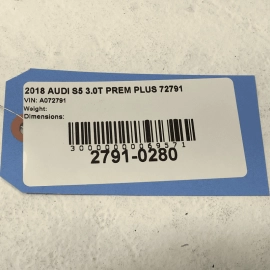 2018 AUDI S5 3.0T PREM PLUS 72791
VIN: A072791
Weight:
Dimensions:
3000000069571
2791-0280